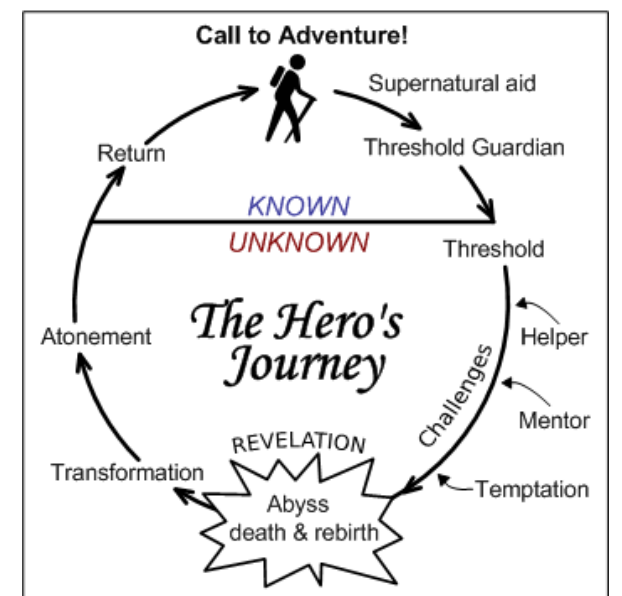 Call to Adventure!
Supernatural aid
Threshold Guardian
Return
KNOWN
UNKNOWN
Threshold
The Hero's
Journey
Helper
Atonement
Challenges
Mentor
REVELATION
Transformation
Temptation
Abyss
death & rebirth